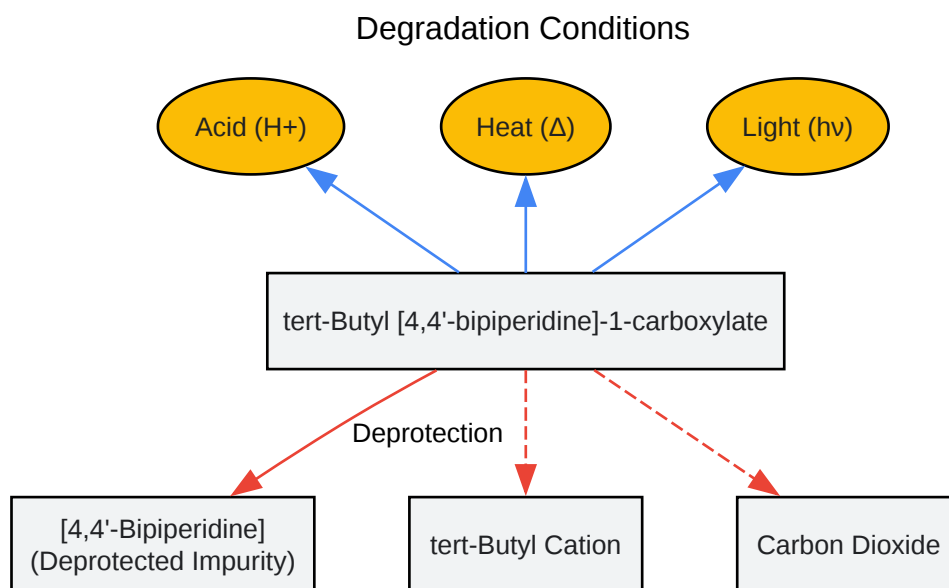 Degradation Conditions
Acid (H+)
Heat (Δ)
Light (hν)
tert-Butyl [4,4'-bipiperidine]-1-carboxylate
Deprotection
[4,4'-Bipiperidine]
(Deprotected Impurity)
tert-Butyl Cation
Carbon Dioxide